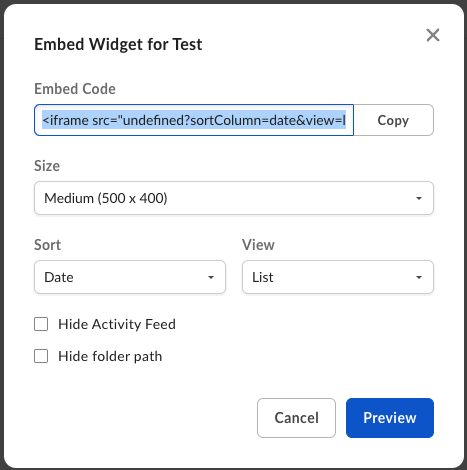 Embed Widget for Test
Embed Code
<iframe src="undefined?sortColumn=date&view=l
Copy
Size
Medium (500 x 400)
Sort
View
Date
List
Hide Activity Feed
Hide folder path
Cancel
Preview